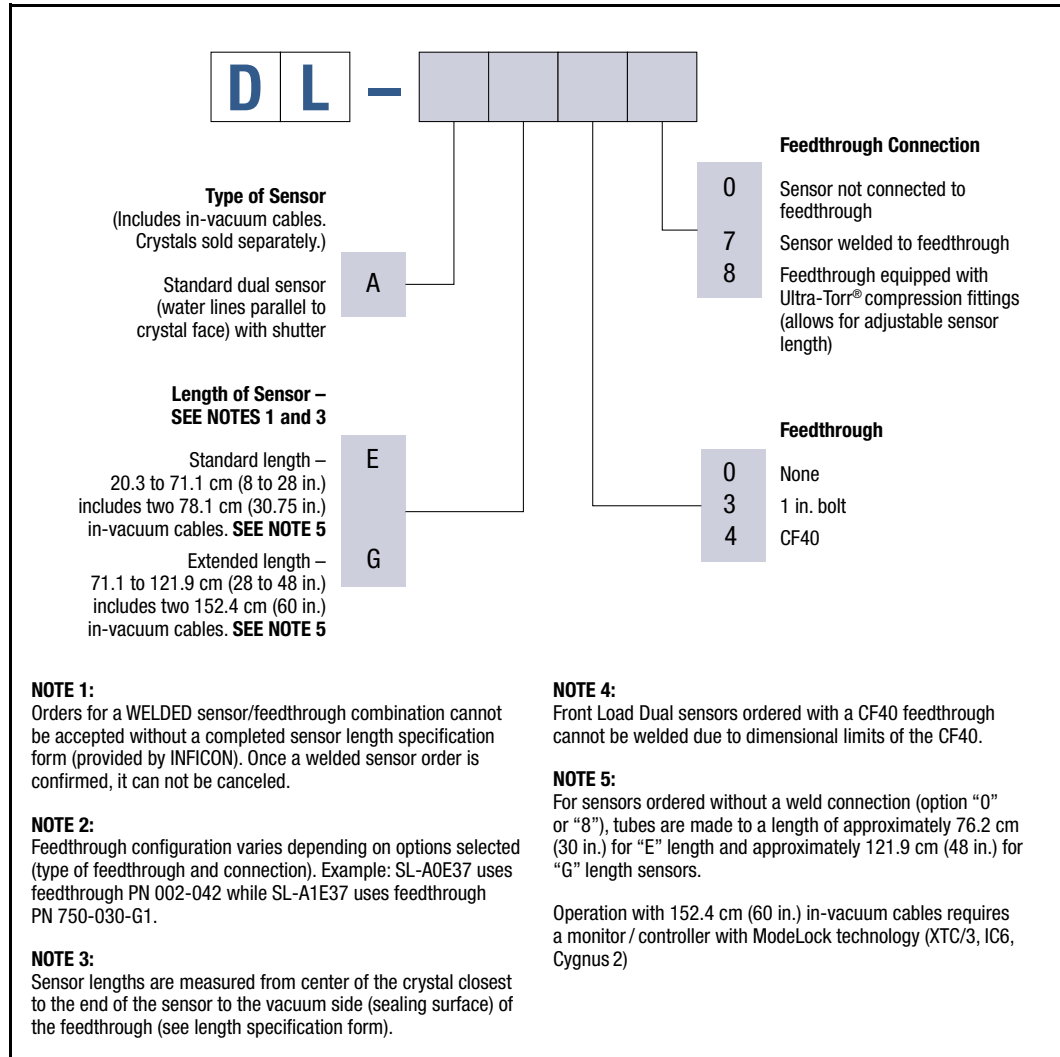 DL –
Type of Sensor
(Includes in-vacuum cables.
Crystals sold separately.)
Standard dual sensor
(water lines parallel to
crystal face) with shutter
A
Length of Sensor –
SEE NOTES 1 and 3
Standard length –
20.3 to 71.1 cm (8 to 28 in.)
includes two 78.1 cm (30.75 in.)
in-vacuum cables. SEE NOTE 5
E
Extended length –
71.1 to 121.9 cm (28 to 48 in.)
includes two 152.4 cm (60 in.)
in-vacuum cables. SEE NOTE 5
G
Feedthrough Connection
0 Sensor not connected to
feedthrough
7 Sensor welded to feedthrough
8 Feedthrough equipped with
Ultra-Torr® compression fittings
(allows for adjustable sensor
length)
Feedthrough
0 None
3 1 in. bolt
4 CF40
NOTE 1:
Orders for a WELDED sensor/feedthrough combination cannot
be accepted without a completed sensor length specification
form (provided by INFICON). Once a welded sensor order is
confirmed, it can not be canceled.
NOTE 2:
Feedthrough configuration varies depending on options selected
(type of feedthrough and connection). Example: SL-A0E37 uses
feedthrough PN 002-042 while SL-A1E37 uses feedthrough
PN 750-030-G1.
NOTE 3:
Sensor lengths are measured from center of the crystal closest
to the end of the sensor to the vacuum side (sealing surface) of
the feedthrough (see length specification form).
NOTE 4:
Front Load Dual sensors ordered with a CF40 feedthrough
cannot be welded due to dimensional limits of the CF40.
NOTE 5:
For sensors ordered without a weld connection (option “0”
or “8”), tubes are made to a length of approximately 76.2 cm
(30 in.) for “E” length and approximately 121.9 cm (48 in.) for
“G” length sensors.
Operation with 152.4 cm (60 in.) in-vacuum cables requires
a monitor / controller with ModeLock technology (XTC/3, IC6,
Cygnus 2)